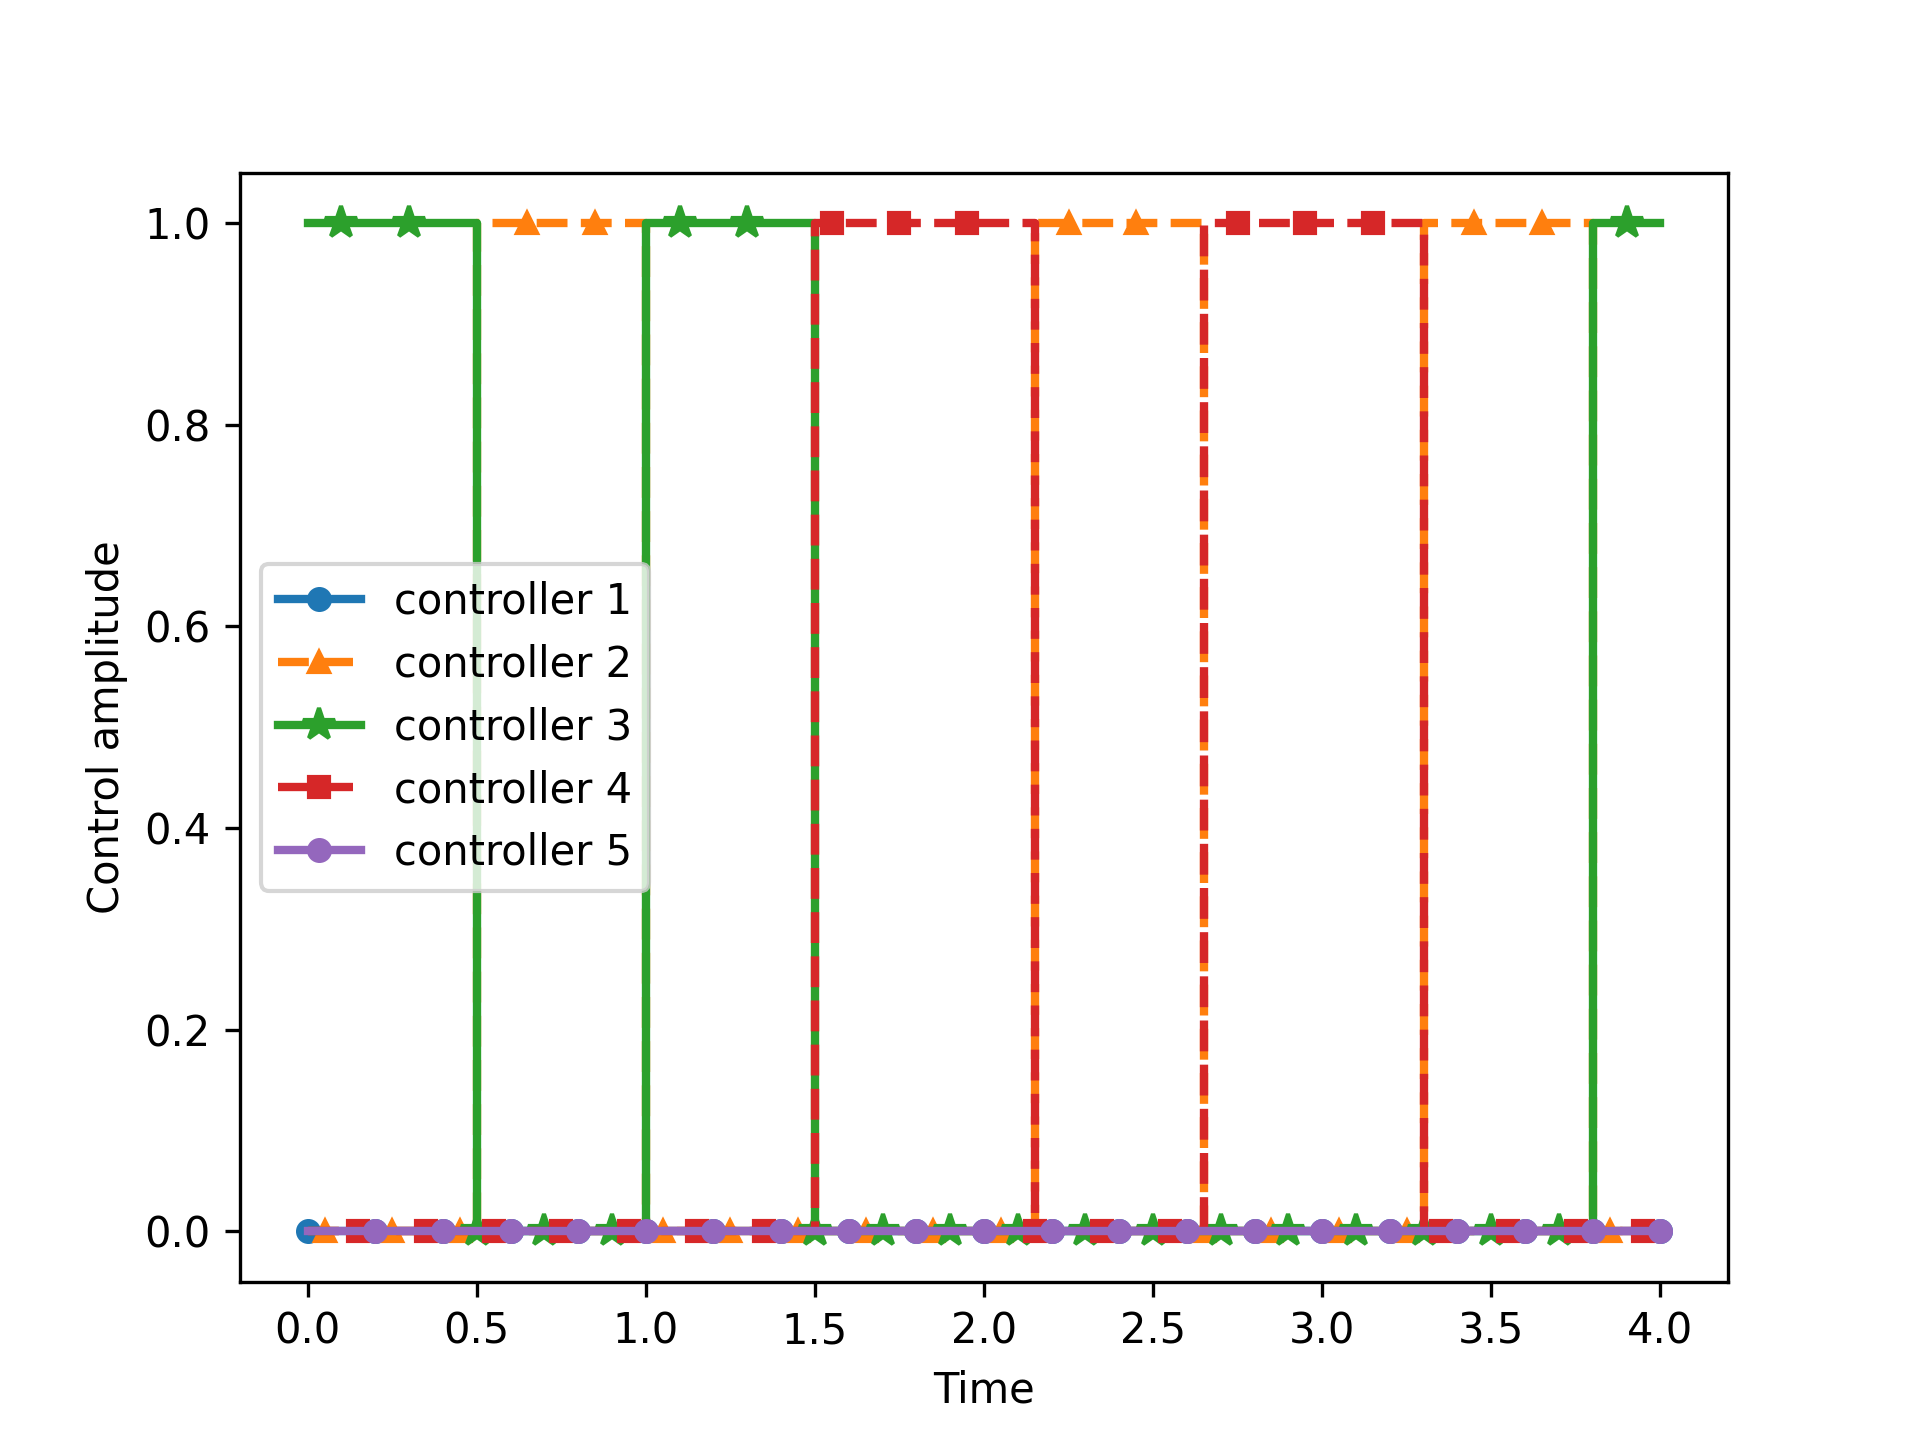 1.0
0.8
0.6
0.4
0.2
0.0
Control amplitude
controller 1
controller 2
controller 3
controller 4
controller 5
0.0 0.5 1.0 1.5 2.0 2.5 3.0 3.5 4.0
Time